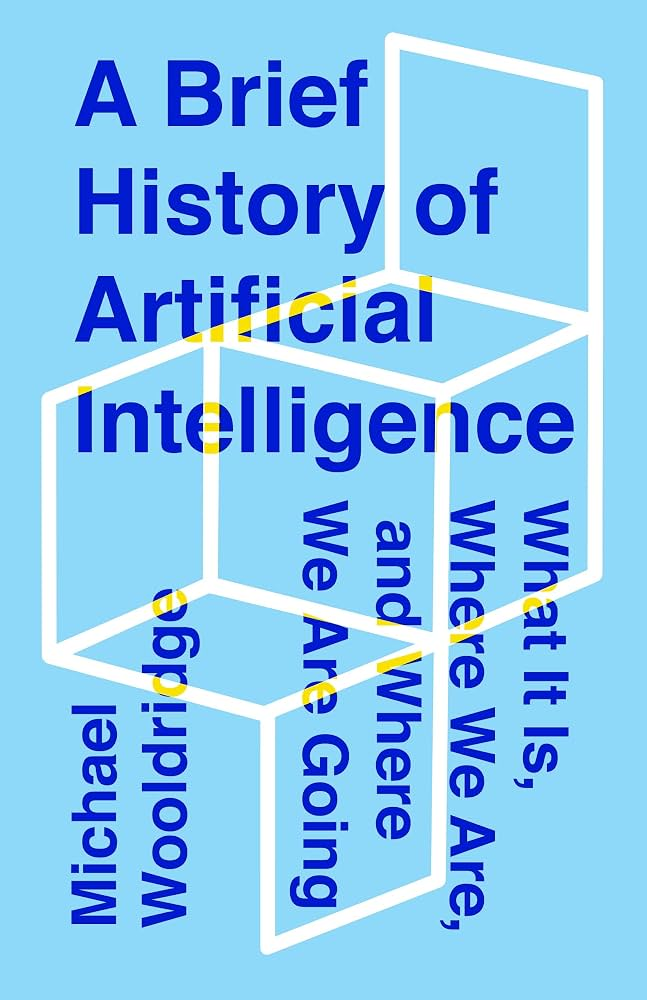 A Brief
History of
Artificial
Intelligence
What It Is,
Where We Are,
and Where
We Are Going
Michael
Wooldridge